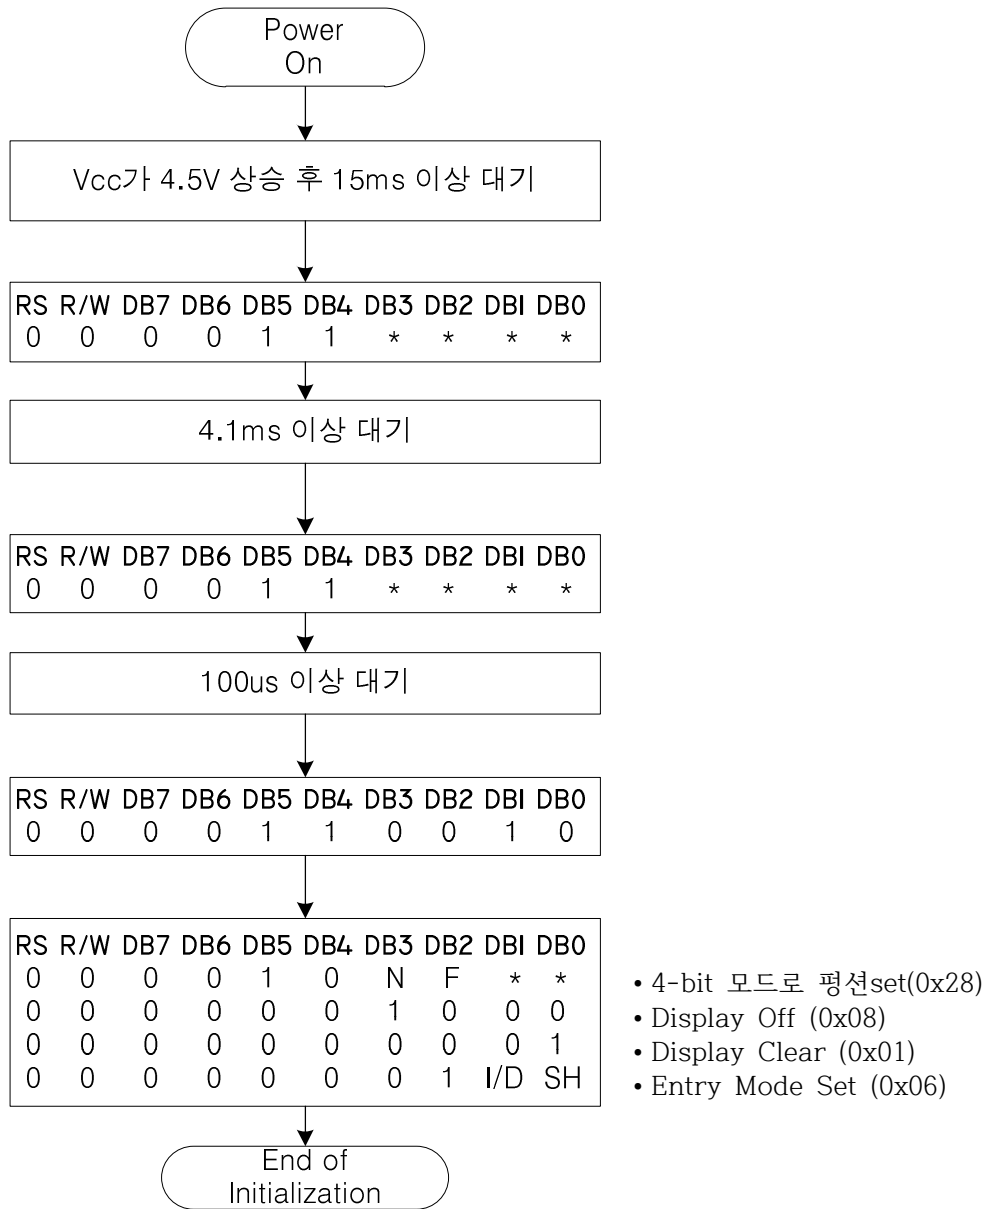 Power
On
Vcc가 4.5V 상승 후 15ms 이상 대기
RS R/W DB7 DB6 DB5 DB4 DB3 DB2 DB1 DB0
0 0 0 0 1 1 * * * *
4.1ms 이상 대기
RS R/W DB7 DB6 DB5 DB4 DB3 DB2 DB1 DB0
0 0 0 0 1 1 * * * *
100us 이상 대기
RS R/W DB7 DB6 DB5 DB4 DB3 DB2 DB1 DB0
0 0 0 0 1 1 0 0 1 0
RS R/W DB7 DB6 DB5 DB4 DB3 DB2 DB1 DB0
0 0 0 0 1 0 N F * *
0 0 0 0 0 0 1 0 0 0
0 0 0 0 0 0 0 0 0 1
0 0 0 0 0 0 0 1 I/D SH
• 4-bit 모드로 펑션set(0x28)
• Display Off (0x08)
• Display Clear (0x01)
• Entry Mode Set (0x06)
End of
Initialization